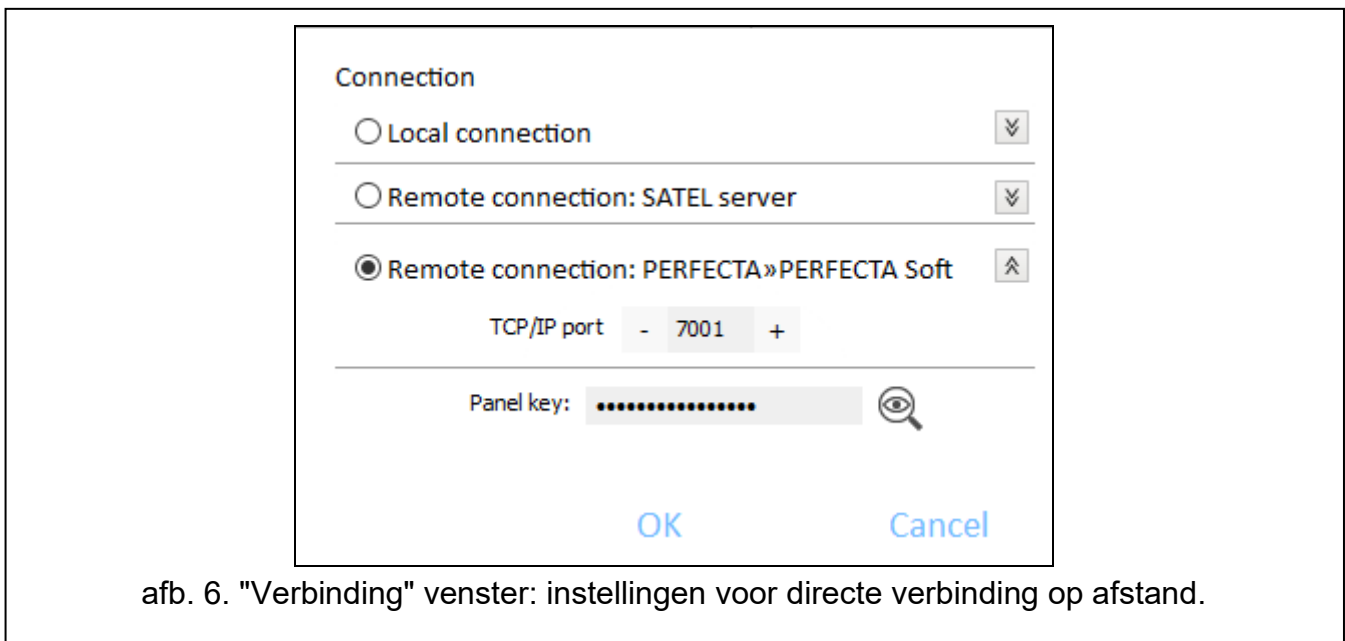 Connection
Local connection
Remote connection: SATEL server
Remote connection: PERFECTA»PERFECTA Soft
TCP/IP port - 7001 +
Panel key: ••••••••••••••••
OK Cancel
afb. 6. "Verbinding" venster: instellingen voor directe verbinding op afstand.